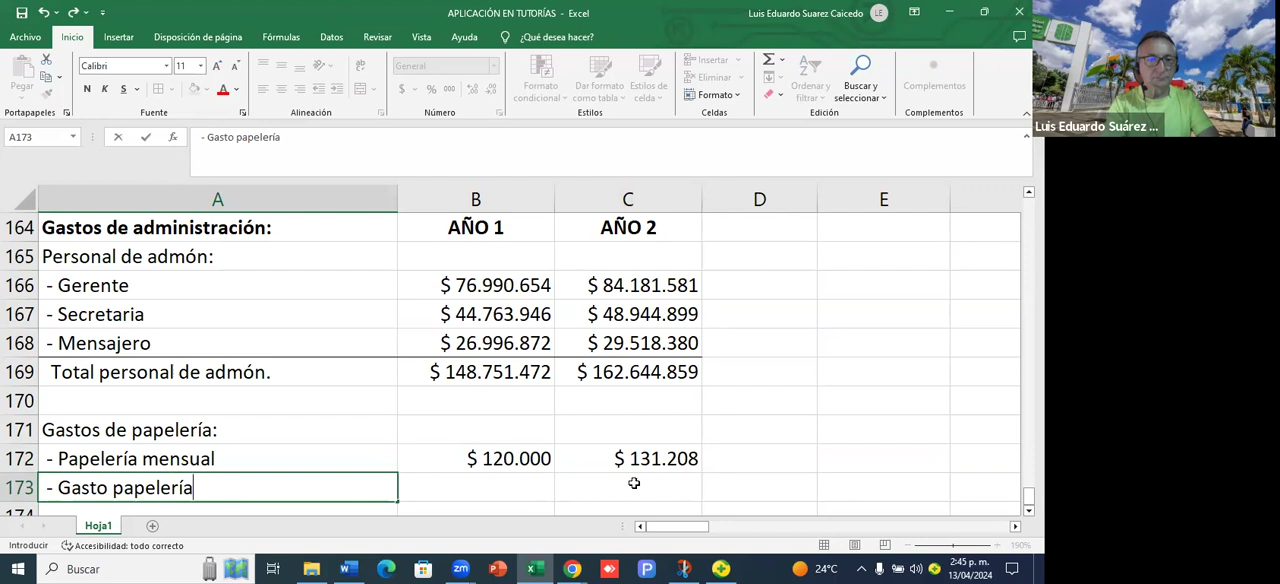 APLICACIÓN EN TUTORÍAS - Excel
Luis Eduardo Suarez Caicedo LE
Archivo Inicio Insertar Disposición de página Fórmulas Datos Revisar Vista Ayuda ¿Qué desea hacer?
Pegar
Calibri 11
N K S
General
$ % 000
Formato condicional
Dar formato como tabla
Estilos de celda
Insertar
Eliminar
Formato
Ordenar y filtrar
Buscar y seleccionar
Complementos
Portapapeles Fuente Alineación Número Estilos Celdas Edición Complementos
Luis Eduardo Suárez ...
A173 fx - Gasto papelería
A B C D E
164 Gastos de administración: AÑO 1 AÑO 2
165 Personal de admón:
166 - Gerente $ 76.990.654 $ 84.181.581
167 - Secretaria $ 44.763.946 $ 48.944.899
168 - Mensajero $ 26.996.872 $ 29.518.380
169 Total personal de admón. $ 148.751.472 $ 162.644.859
170
171 Gastos de papelería:
172 - Papelería mensual $ 120.000 $ 131.208
173 - Gasto papelería
174
Hoja1
Introducir Accesibilidad: todo correcto 190%
Buscar
24°C
2:45 p. m.
13/04/2024